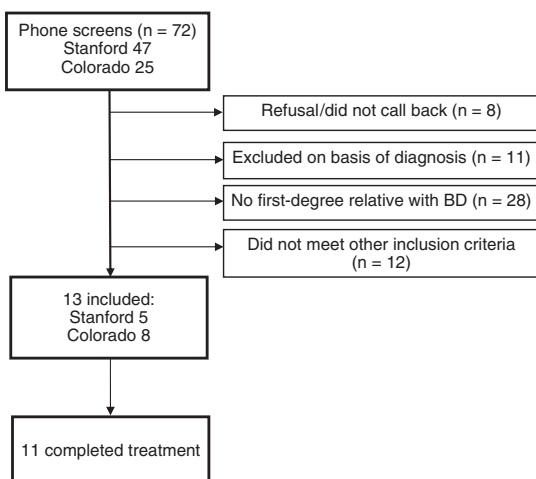 Phone screens (n = 72)
Stanford 47
Colorado 25
Refusal/did not call back (n = 8)
Excluded on basis of diagnosis (n = 11)
No first-degree relative with BD (n = 28)
Did not meet other inclusion criteria
(n = 12)
13 included:
Stanford 5
Colorado 8
11 completed treatment